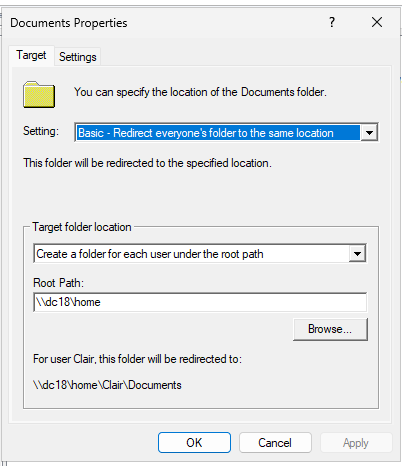 Documents Properties
?
Target
Settings
You can specify the location of the Documents folder.
Setting:
Basic - Redirect everyone's folder to the same location
This folder will be redirected to the specified location.
Target folder location
Create a folder for each user under the root path
Root Path:
\\dc18\home
Browse...
For user Clair, this folder will be redirected to:
\\dc18\home\Clair\Documents
OK
Cancel
Apply